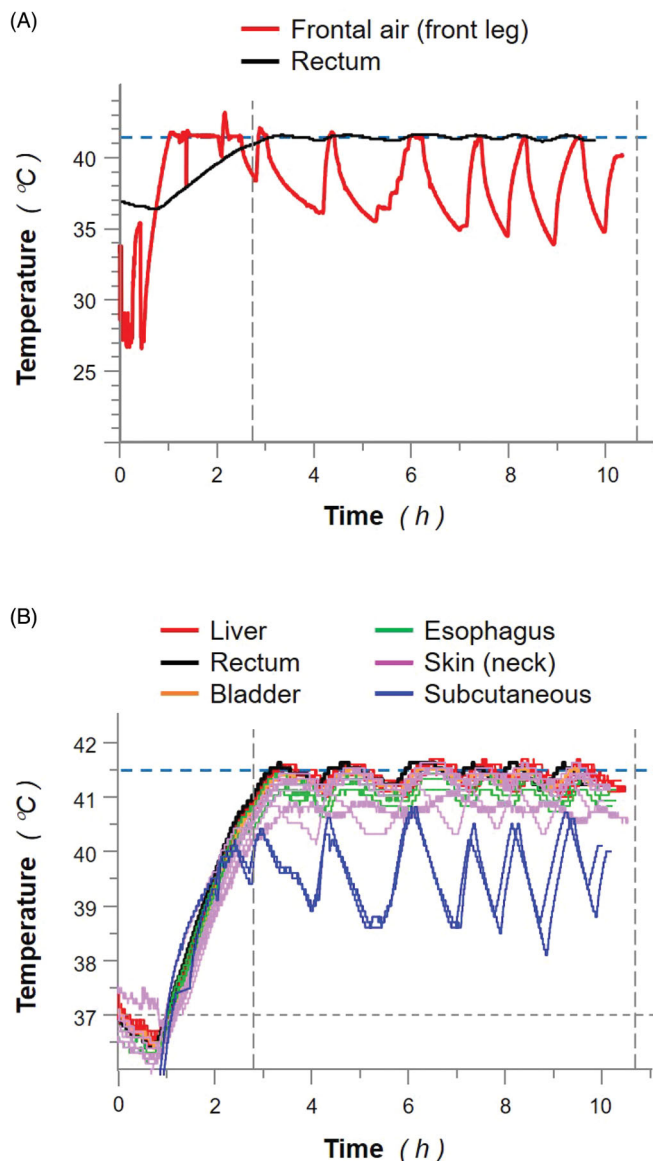 (A)
Frontal air (front leg)
Rectum
40
35
30
25
Temperature ( °C )
0 2 4 6 8 10
Time ( h )
(B)
Liver Esophagus
Rectum Skin (neck)
Bladder Subcutaneous
42
41
40
39
38
37
Temperature ( °C )
0 2 4 6 8 10
Time ( h )